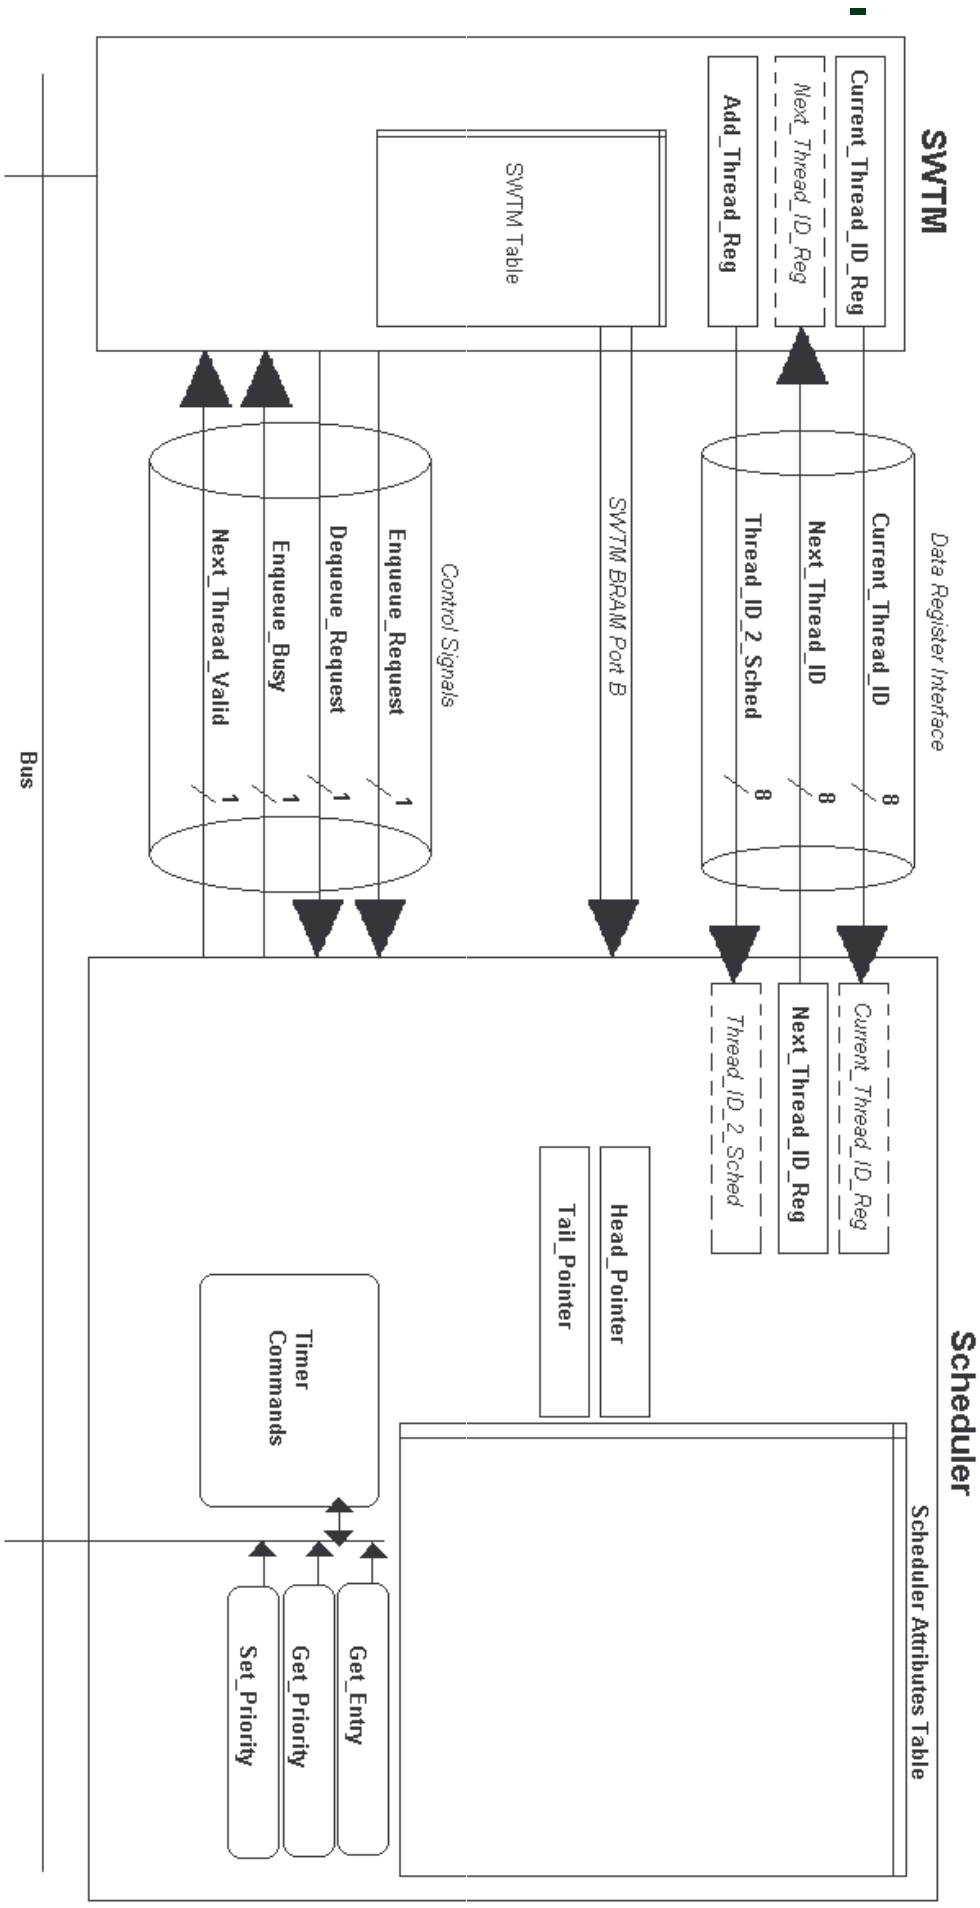 SWTM
Current_Thread_ID_Reg
Next_Thread_ID_Reg
Add_Thread_Reg
SWTM Table
Data Register Interface
Current_Thread_ID
8
Next_Thread_ID
8
Thread_ID_2_Sched
8
SWTM BRAM Port B
Control Signals
Enqueue_Request
1
Dequeue_Request
1
Enqueue_Busy
1
Next_Thread_Valid
1
Scheduler
Current_Thread_ID_Reg
Next_Thread_ID_Reg
Thread_ID_2_Sched
Head_Pointer
Tail_Pointer
Scheduler Attributes Table
Timer
Commands
Get_Entry
Get_Priority
Set_Priority
Bus